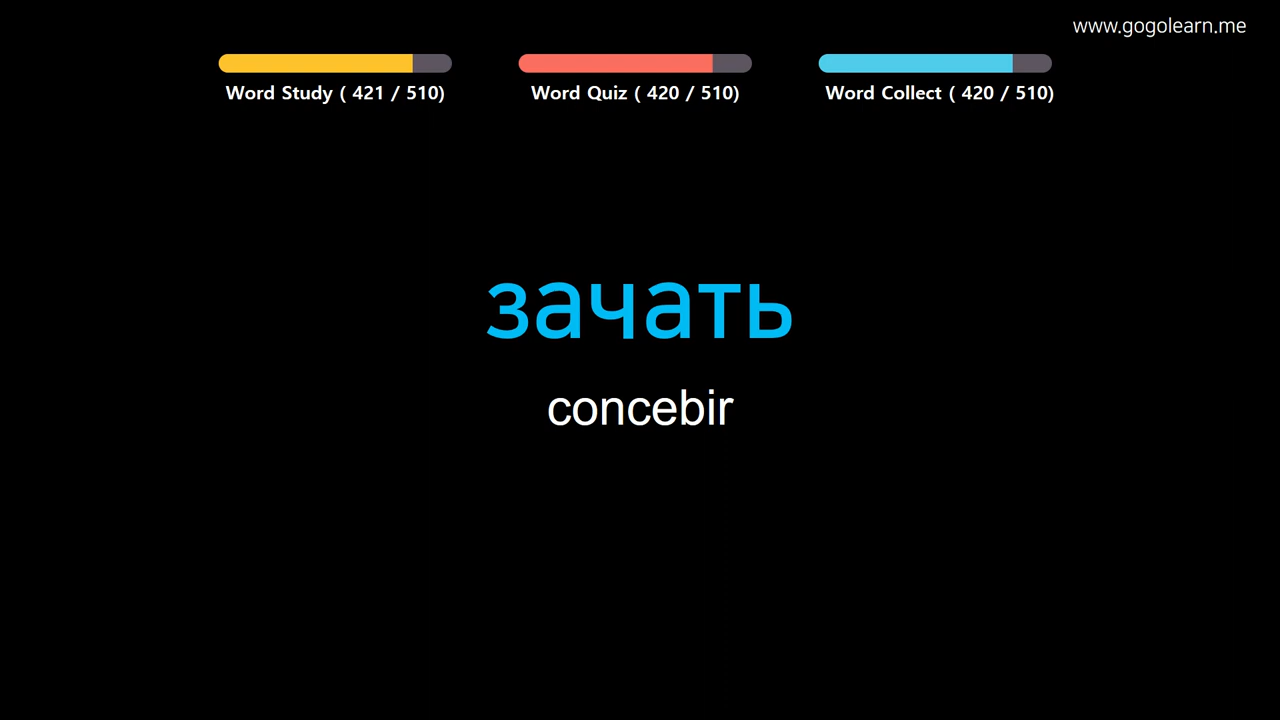 www.gogolearn.me
Word Study ( 421 / 510)
Word Quiz ( 420 / 510)
Word Collect ( 420 / 510)
зачать
concebir